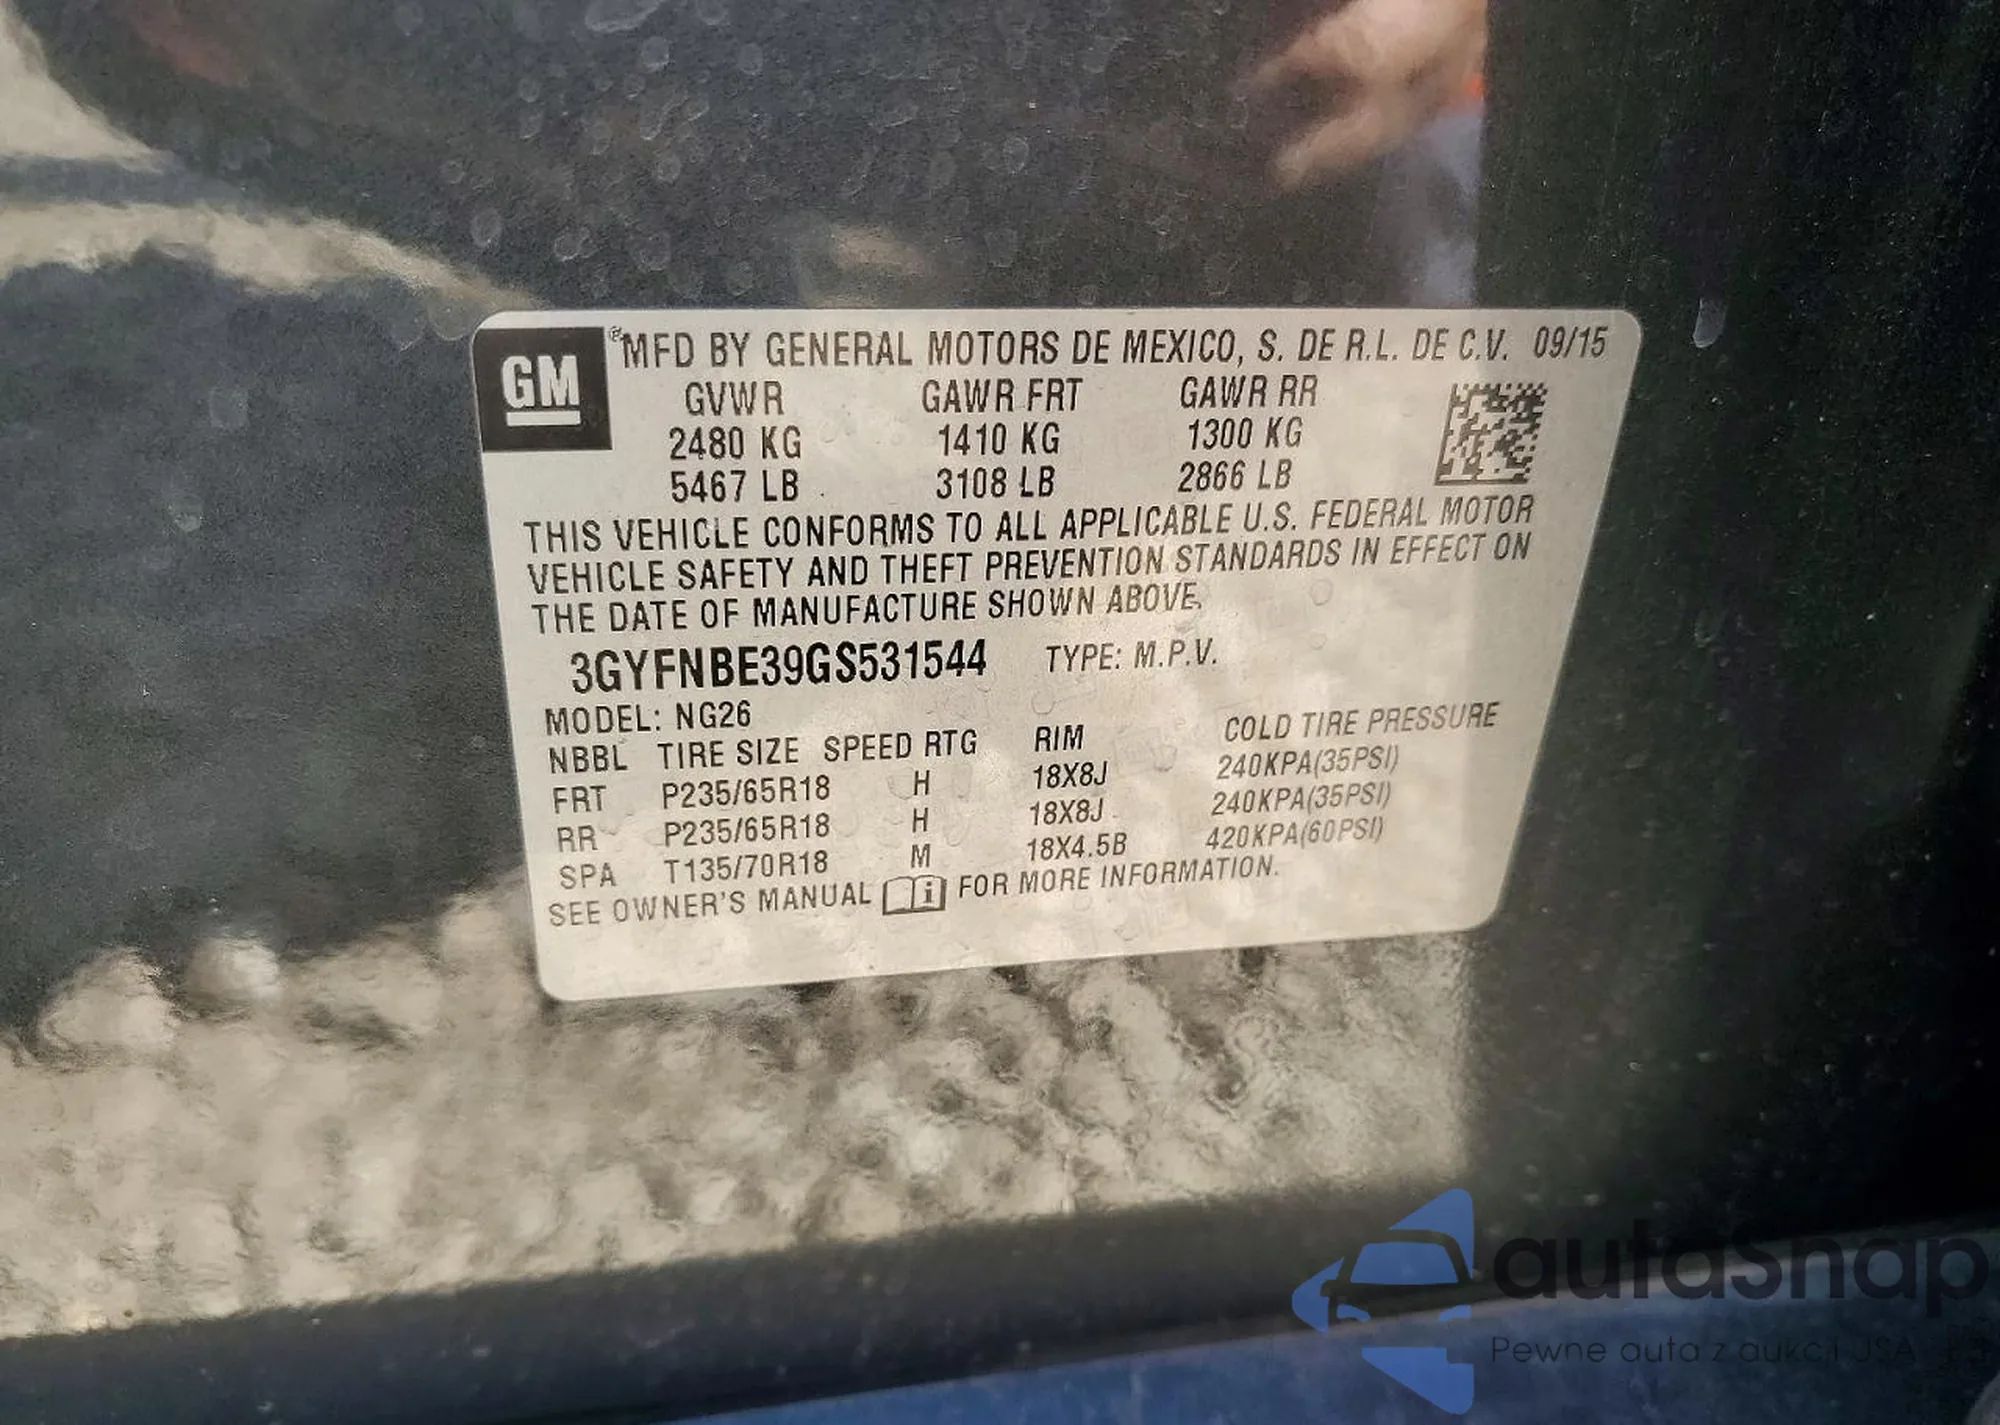 GM
MFD BY GENERAL MOTORS DE MEXICO, S. DE R.L. DE C.V. 09/15
GVWR GAWR FRT GAWR RR
2480 KG 1410 KG 1300 KG
5467 LB 3108 LB 2866 LB
THIS VEHICLE CONFORMS TO ALL APPLICABLE U.S. FEDERAL MOTOR
VEHICLE SAFETY AND THEFT PREVENTION STANDARDS IN EFFECT ON
THE DATE OF MANUFACTURE SHOWN ABOVE.
3GYFNBE39GS531544 TYPE: M.P.V.
MODEL: NG26
NBBL TIRE SIZE SPEED RTG RIM COLD TIRE PRESSURE
FRT P235/65R18 H 18X8J 240KPA(35PSI)
RR P235/65R18 H 18X8J 240KPA(35PSI)
SPA T135/70R18 M 18X4.5B 420KPA(60PSI)
SEE OWNER'S MANUAL i FOR MORE INFORMATION.
autasnap
Pewne auta z aukcji USA